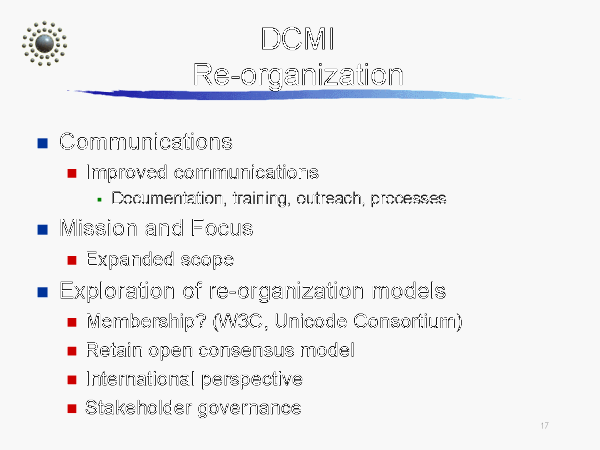 DCMI
Re-organization
Communications
Improved communications
Documentation, training, outreach, processes
Mission and Focus
Expanded scope
Exploration of re-organization models
Membership? (W3C, Unicode Consortium)
Retain open consensus model
International perspective
Stakeholder governance
17